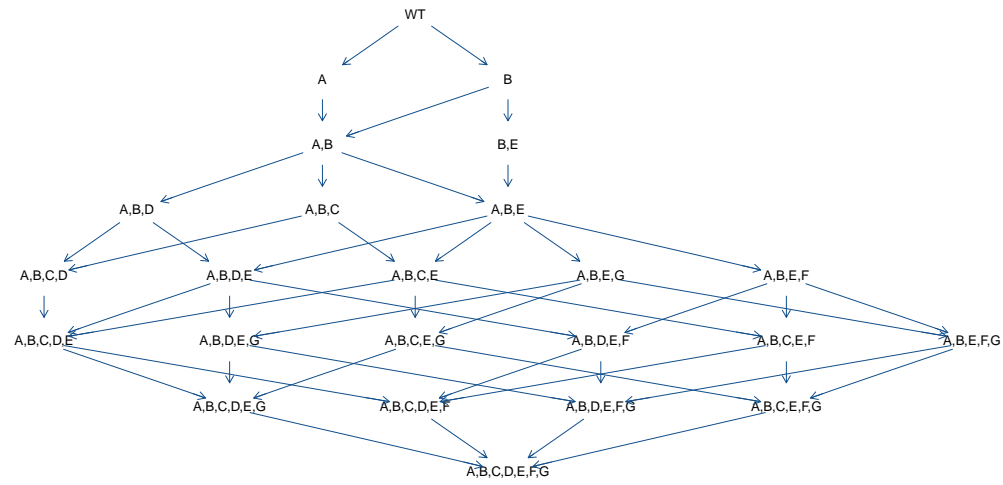 WT
A B
A,B B,E
A,B,D A,B,C A,B,E
A,B,C,D A,B,D,E A,B,C,E A,B,E,G A,B,E,F
A,B,C,D,E A,B,D,E,G A,B,C,E,G A,B,D,E,F A,B,C,E,F A,B,E,F,G
A,B,C,D,E,G A,B,C,D,E,F A,B,D,E,F,G A,B,C,E,F,G
A,B,C,D,E,F,G